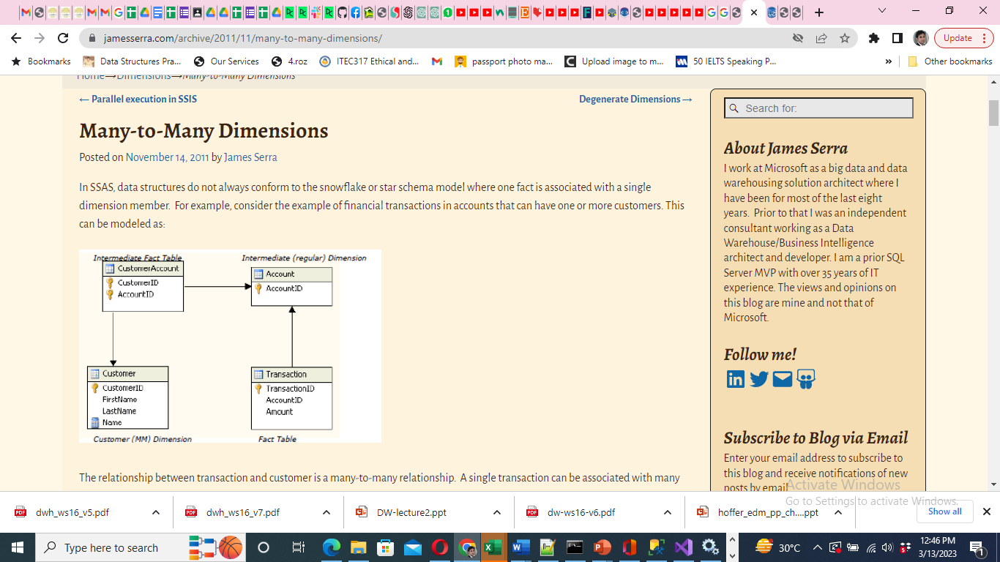 jamesserra.com/archive/2011/11/many-to-many-dimensions/
Update
Bookmarks
Data Structures Pra...
Our Services
4.roz
ITEC317 Ethical and...
passport photo ma...
Upload image to m...
50 IELTS Speaking P...
»
Other bookmarks
Home→Dimensions→Many-to-Many Dimensions
← Parallel execution in SSIS
Degenerate Dimensions →
Many-to-Many Dimensions
Posted on November 14, 2011 by James Serra
In SSAS, data structures do not always conform to the snowflake or star schema model where one fact is associated with a single
dimension member. For example, consider the example of financial transactions in accounts that can have one or more customers. This
can be modeled as:
Intermediate Fact Table
CustomerAccount
CustomerID
AccountID
Intermediate (regular) Dimension
Account
AccountID
Customer
CustomerID
FirstName
LastName
Name
Customer (MM) Dimension
Transaction
TransactionID
AccountID
Amount
Fact Table
The relationship between transaction and customer is a many-to-many relationship. A single transaction can be associated with many
Search for:
About James Serra
I work at Microsoft as a big data and data
warehousing solution architect where I
have been for most of the last eight
years. Prior to that I was an independent
consultant working as a Data
Warehouse/Business Intelligence
architect and developer. I am a prior SQL
Server MVP with over 35 years of IT
experience. The views and opinions on
this blog are mine and not that of
Microsoft.
Follow me!
Subscribe to Blog via Email
Enter your email address to subscribe to
this blog and receive notifications of new
posts by email
Activate Windows
Go to Settings to activate Windows.
dwh_ws16_v5.pdf
dwh_ws16_v7.pdf
DW-lecture2.ppt
dw-ws16-v6.pdf
hoffer_edm_pp_ch....ppt
Show all
Type here to search
30°C
12:46 PM
3/13/2023
1